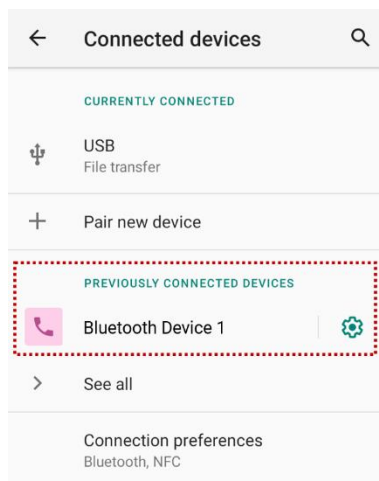 Connected devices
CURRENTLY CONNECTED
USB
File transfer
Pair new device
PREVIOUSLY CONNECTED DEVICES
Bluetooth Device 1
See all
Connection preferences
Bluetooth, NFC